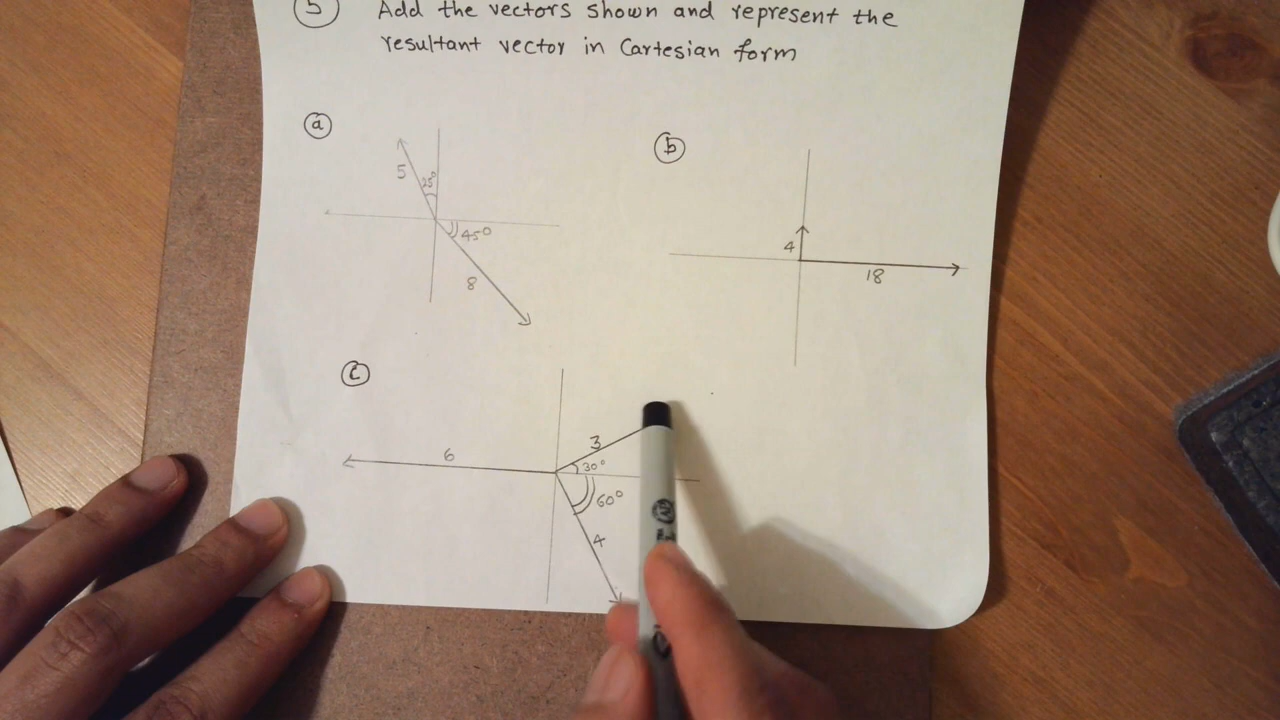 5 Add the vectors shown and represent the
resultant vector in Cartesian form
a
5
25°
45°
8
b
4
18
c
6
3
30°
60°
4